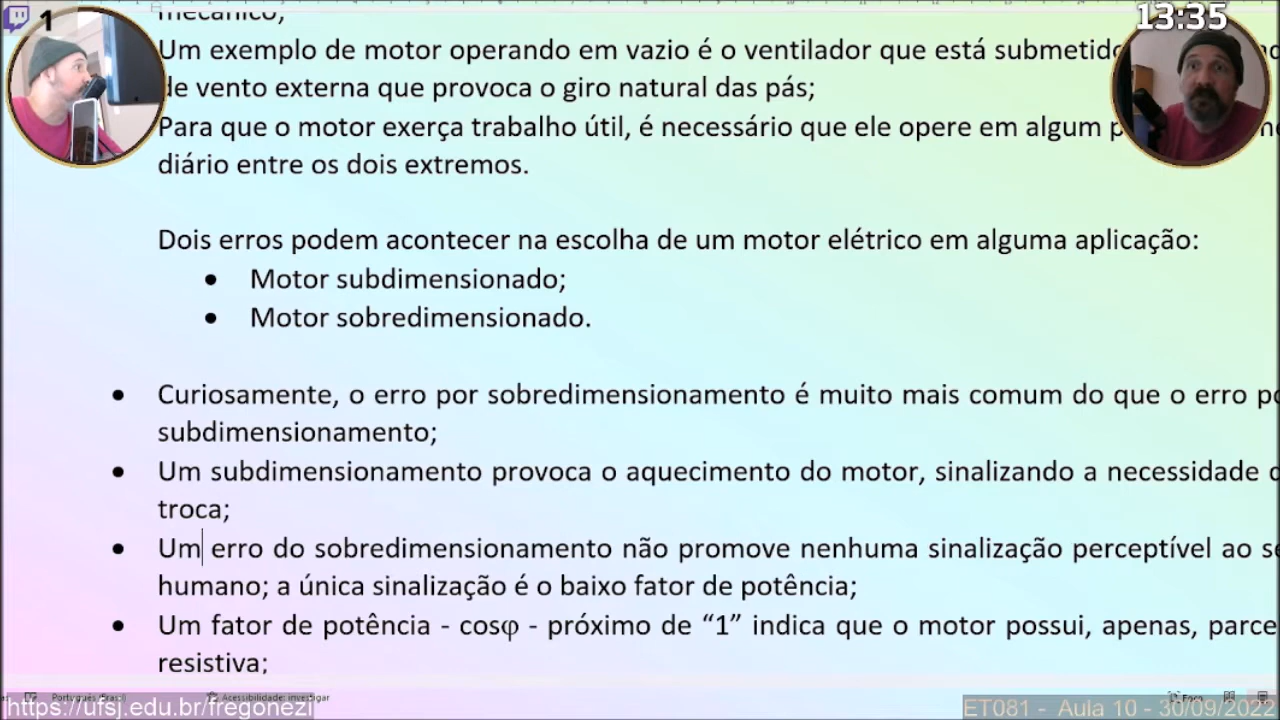 1
13:35
mecânico;
Um exemplo de motor operando em vazio é o ventilador que está submetido
de vento externa que provoca o giro natural das pás;
Para que o motor exerça trabalho útil, é necessário que ele opere em algum
diário entre os dois extremos.
Dois erros podem acontecer na escolha de um motor elétrico em alguma aplicação:
• Motor subdimensionado;
• Motor sobredimensionado.
• Curiosamente, o erro por sobredimensionamento é muito mais comum do que o erro
subdimensionamento;
• Um subdimensionamento provoca o aquecimento do motor, sinalizando a necessidade
troca;
• Um erro do sobredimensionamento não promove nenhuma sinalização perceptível ao
humano; a única sinalização é o baixo fator de potência;
• Um fator de potência - cosφ - próximo de “1” indica que o motor possui, apenas, parce
resistiva;
Português (Brasil) Acessibilidade: investigar Foco
https://ufsj.edu.br/fregonezi
ET081 - Aula 10 - 30/09/2022